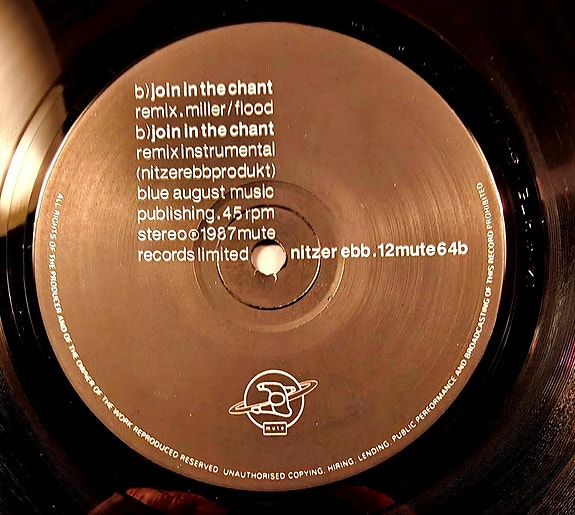 b) join in the chant
remix. miller/flood
b) join in the chant
remix instrumental
(nitzerebbprodukt)
blue august music
publishing. 45 rpm
stereo ℗1987 mute
records limited
nitzer ebb. 12mute64b
mute
ALL RIGHTS OF THE PRODUCER AND OF THE OWNER OF THE WORK REPRODUCED RESERVED UNAUTHORISED COPYING, HIRING, LENDING, PUBLIC PERFORMANCE AND BROADCASTING OF THIS RECORD PROHIBITED